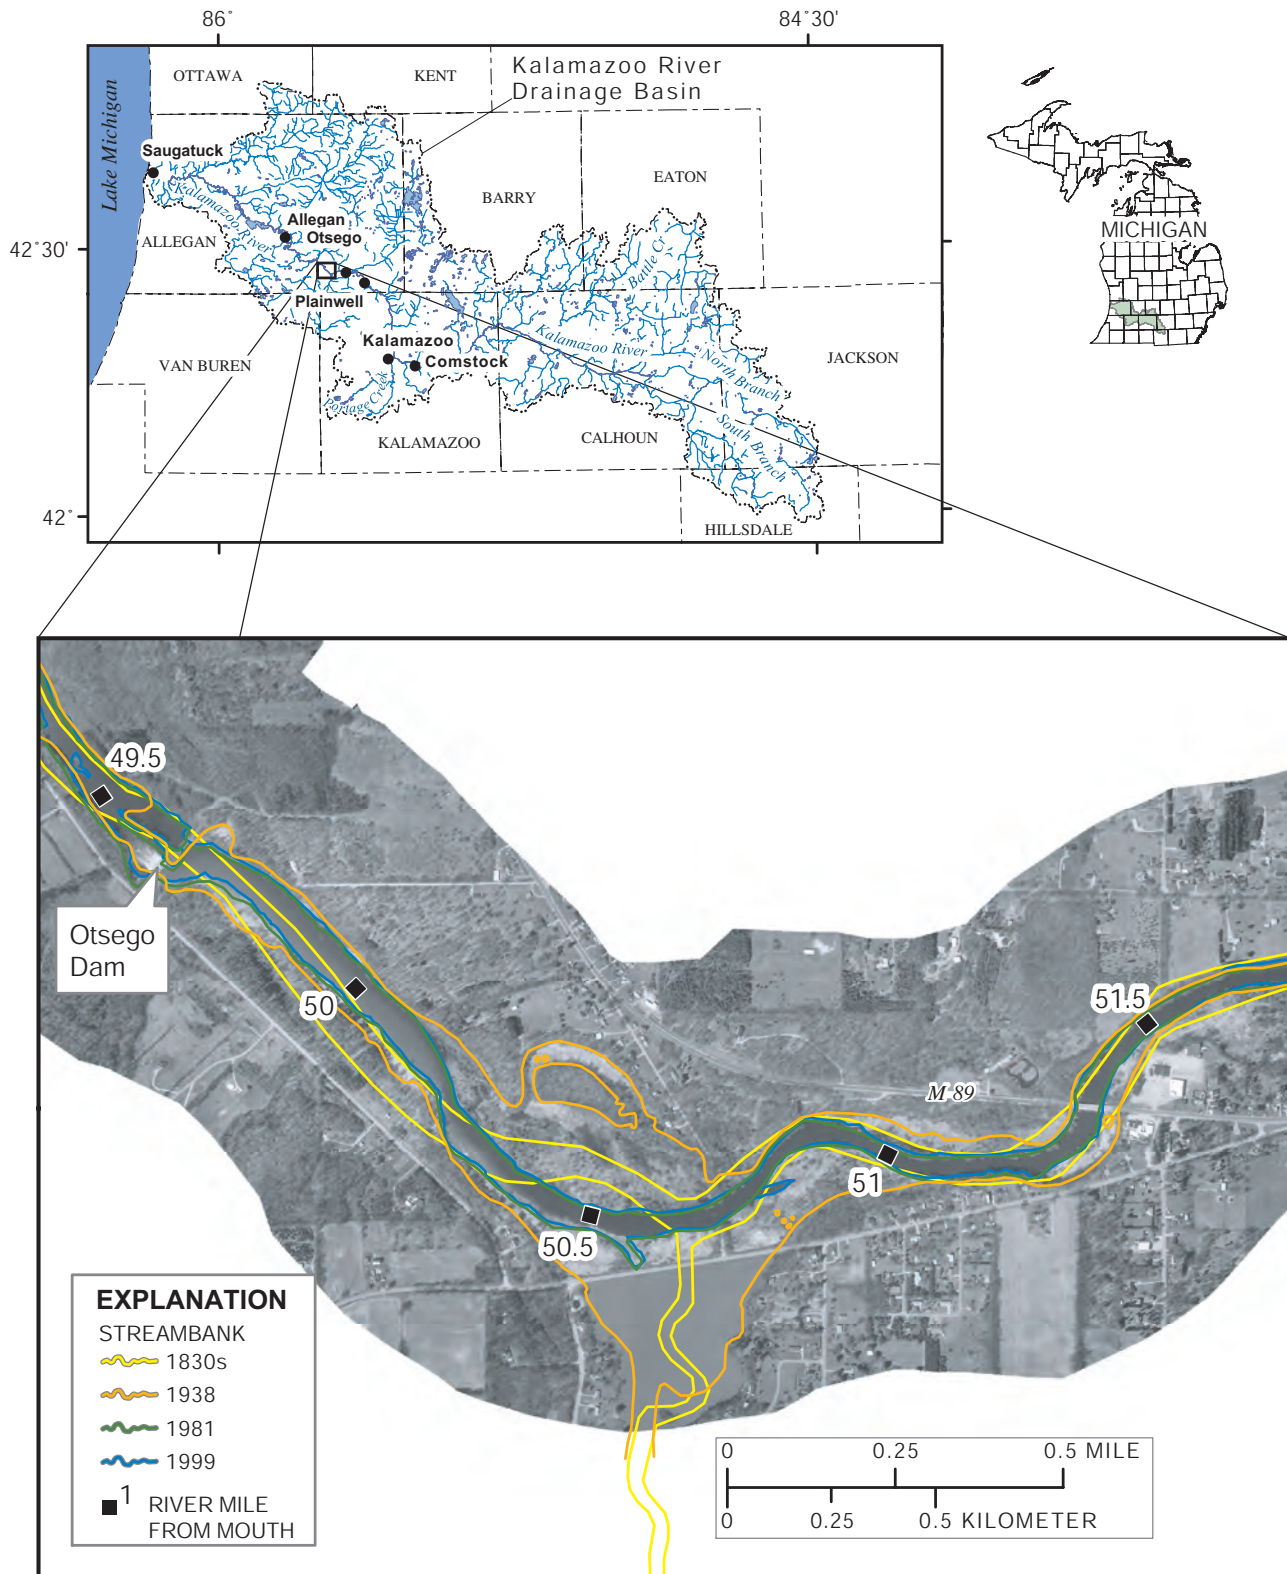 86°
84°30'
OTTAWA
KENT
Kalamazoo River
Drainage Basin
Lake Michigan
Saugatuck
EATON
BARRY
MICHIGAN
Kalamazoo River
Allegan
Otsego
ALLEGAN
42°30'
Battle Cr
Plainwell
Kalamazoo
Comstock
Kalamazoo River
North Branch
JACKSON
VAN BUREN
Portage Creek
South Branch
KALAMAZOO
CALHOUN
42°
HILLSDALE
49.5
Otsego
Dam
50
51.5
M 89
51
50.5
EXPLANATION
STREAMBANK
1830s
1938
1981
1999
1 RIVER MILE
FROM MOUTH
0 0.25 0.5 MILE
0 0.25 0.5 KILOMETER